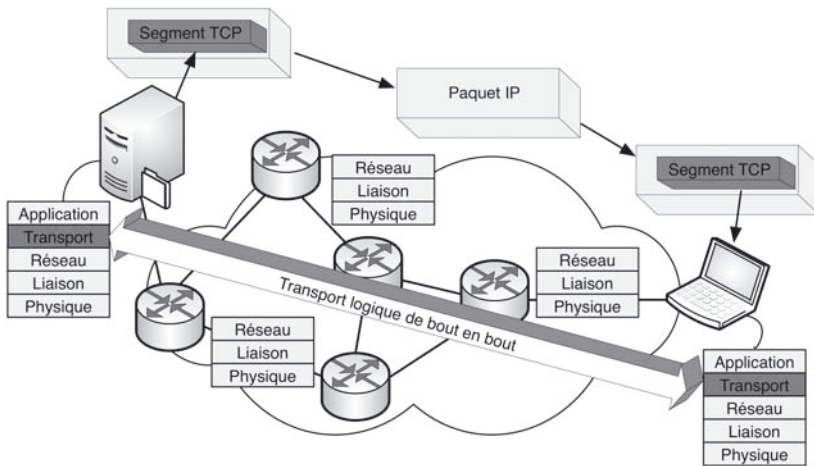 Segment TCP
Paquet IP
Segment TCP
Réseau
Liaison
Physique
Application
Transport
Réseau
Liaison
Physique
Réseau
Liaison
Physique
Transport logique de bout en bout
Réseau
Liaison
Physique
Application
Transport
Réseau
Liaison
Physique